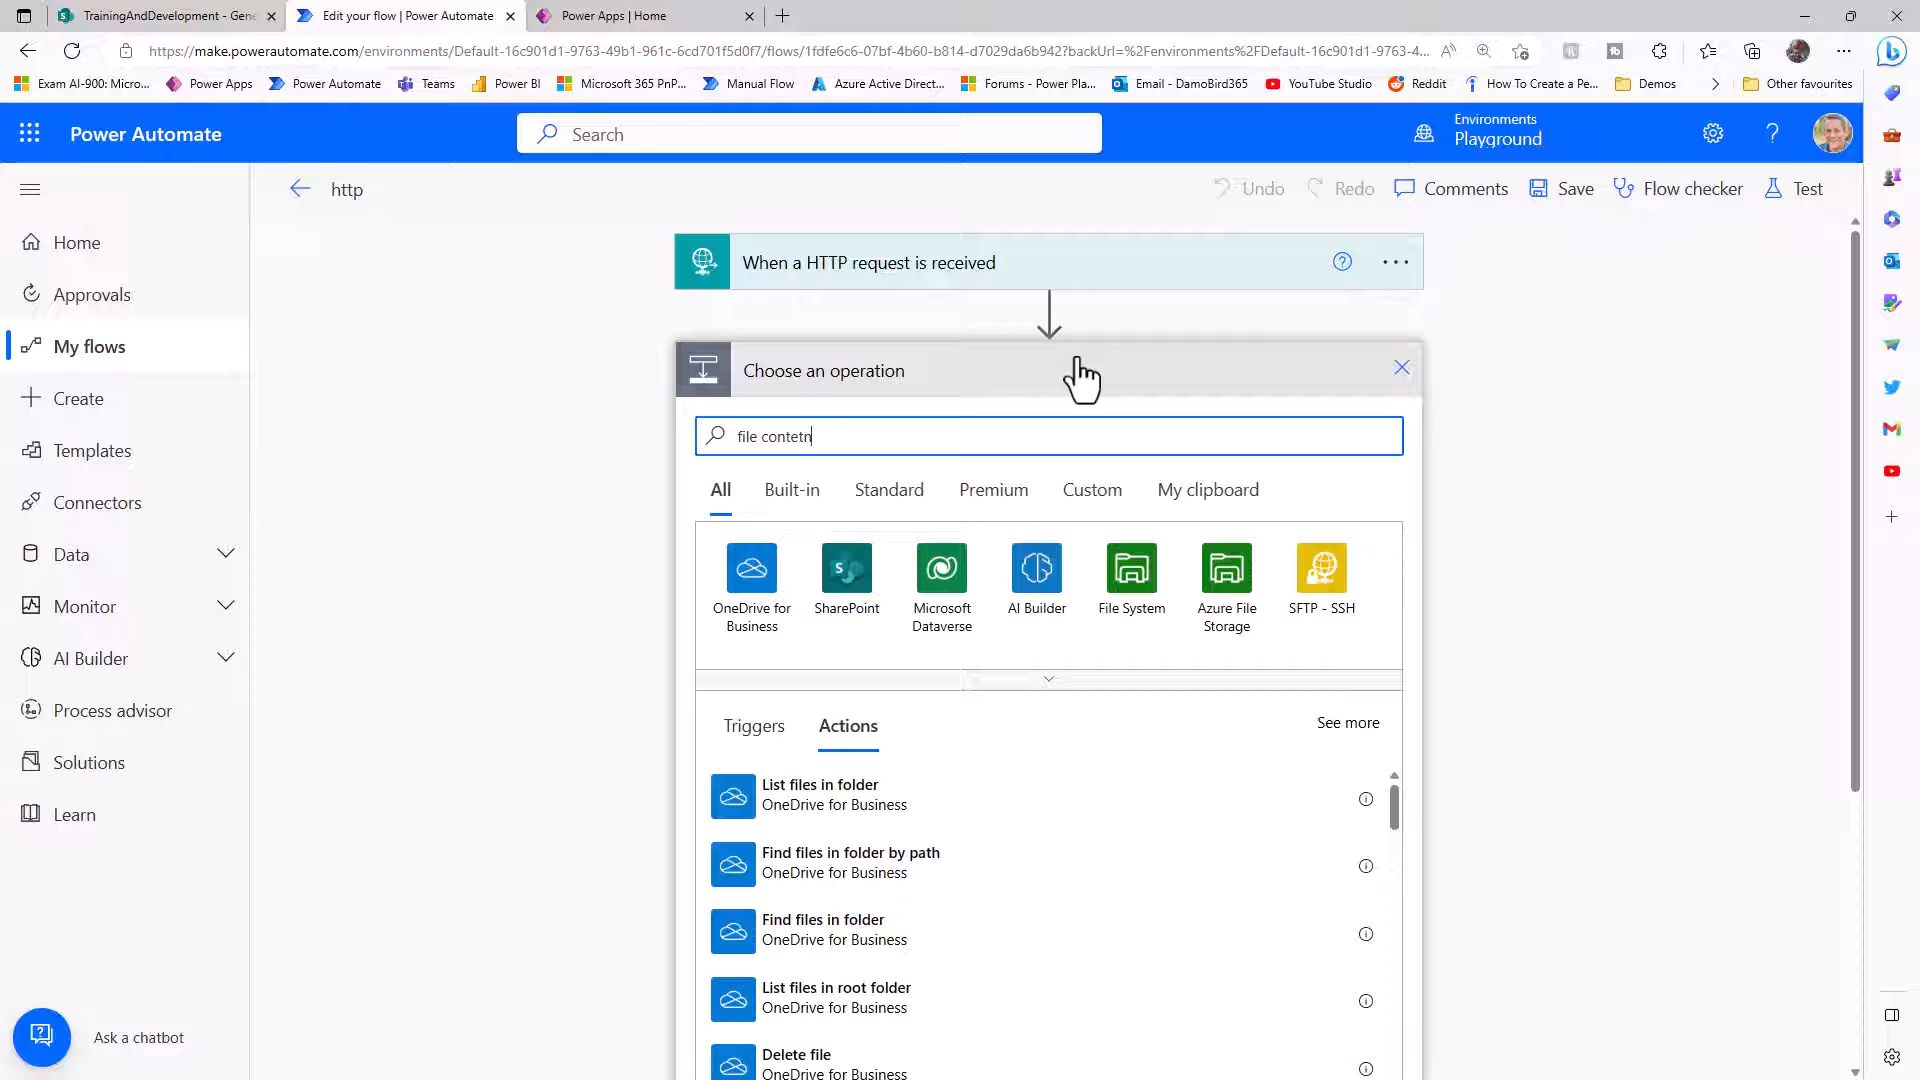 TrainingAndDevelopment - Gene
Edit your flow | Power Automate
Power Apps | Home
https://make.powerautomate.com/environments/Default-16c901d1-9763-49b1-961c-6cd701f5d0f7/flows/1fdfe6c6-07bf-4b60-b814-d7029da6b942?backUrl=%2Fenvironments%2FDefault-16c901d1-9763-4...
Exam AI-900: Micro...
Power Apps
Power Automate
Teams
Power BI
Microsoft 365 PnP...
Manual Flow
Azure Active Direct...
Forums - Power Pla...
Email - DamoBird365
YouTube Studio
Reddit
How To Create a Pe...
Demos
Other favourites
Power Automate
Search
Environments
Playground
http
Undo
Redo
Comments
Save
Flow checker
Test
Home
Approvals
My flows
Create
Templates
Connectors
Data
Monitor
AI Builder
Process advisor
Solutions
Learn
Ask a chatbot
When a HTTP request is received
Choose an operation
file contetn
All
Built-in
Standard
Premium
Custom
My clipboard
OneDrive for
Business
SharePoint
Microsoft
Dataverse
AI Builder
File System
Azure File
Storage
SFTP - SSH
Triggers
Actions
See more
List files in folder
OneDrive for Business
Find files in folder by path
OneDrive for Business
Find files in folder
OneDrive for Business
List files in root folder
OneDrive for Business
Delete file
OneDrive for Business